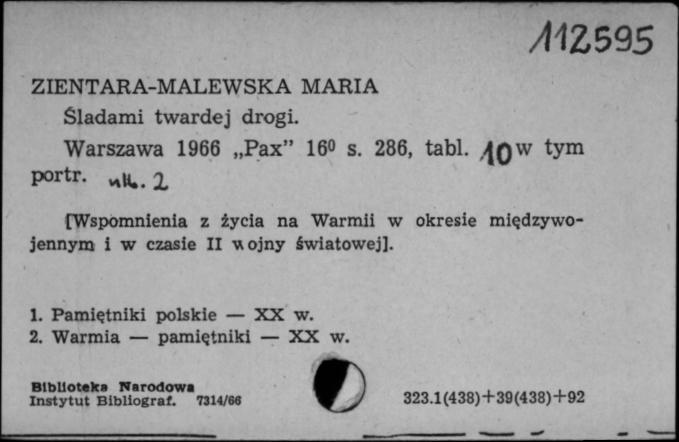 112595
ZIENTARA-MALEWSKA MARIA
Śladami twardej drogi.
Warszawa 1966 „Pax” 16⁰ s. 286, tabl. 10 w tym
portr. nlb. 2
[Wspomnienia z życia na Warmii w okresie międzywo-
jennym i w czasie II wojny światowej].
1. Pamiętniki polskie — XX w.
2. Warmia — pamiętniki — XX w.
Biblioteka Narodowa
Instytut Bibliograf. 7314/66
323.1(438)+39(438)+92